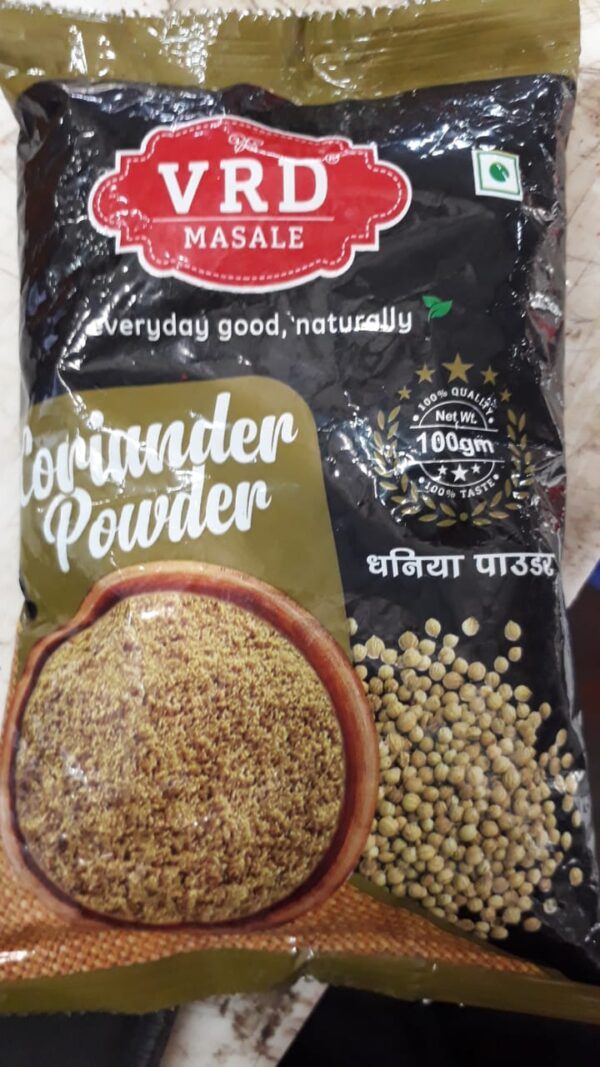 VRD®
MASALE
everyday good, naturally
100% QUALITY
Net Wt.
100gm
100% TASTE
Coriander
Powder
धनिया पाउडर